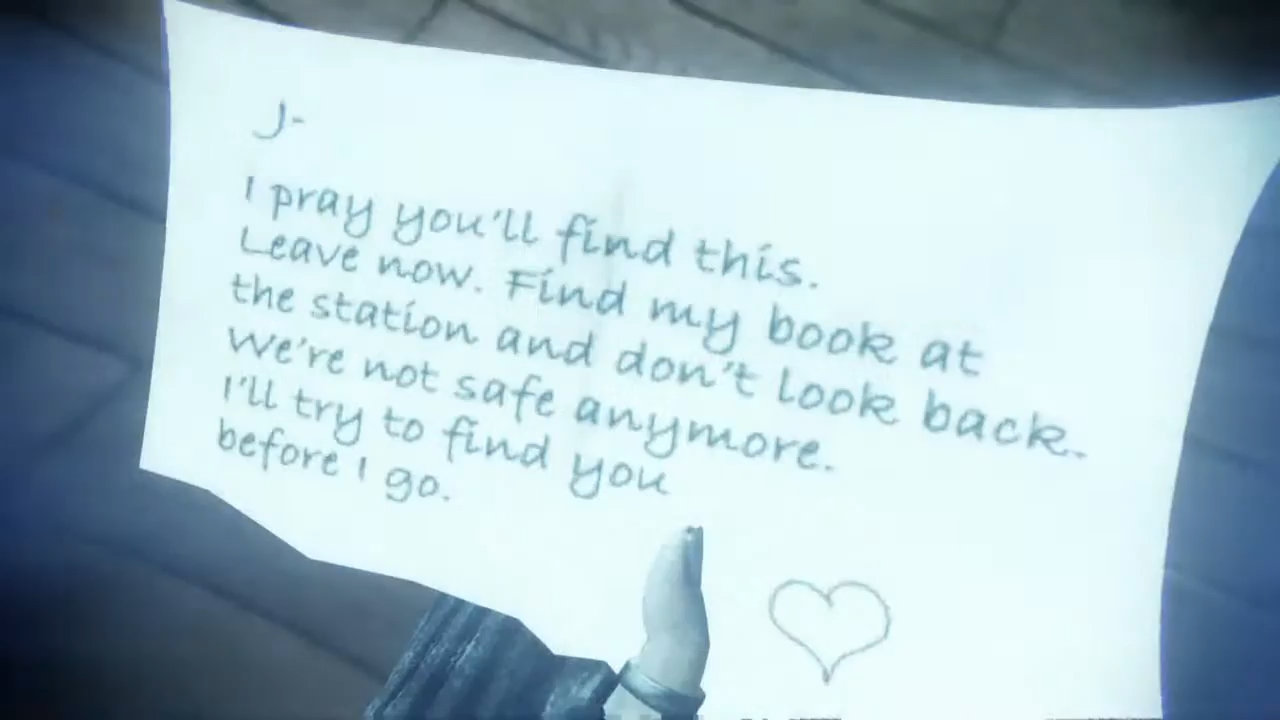 J-
I pray you'll find this.
Leave now. Find my book at
the station and don't look back.
We're not safe anymore.
I'll try to find you
before I go.